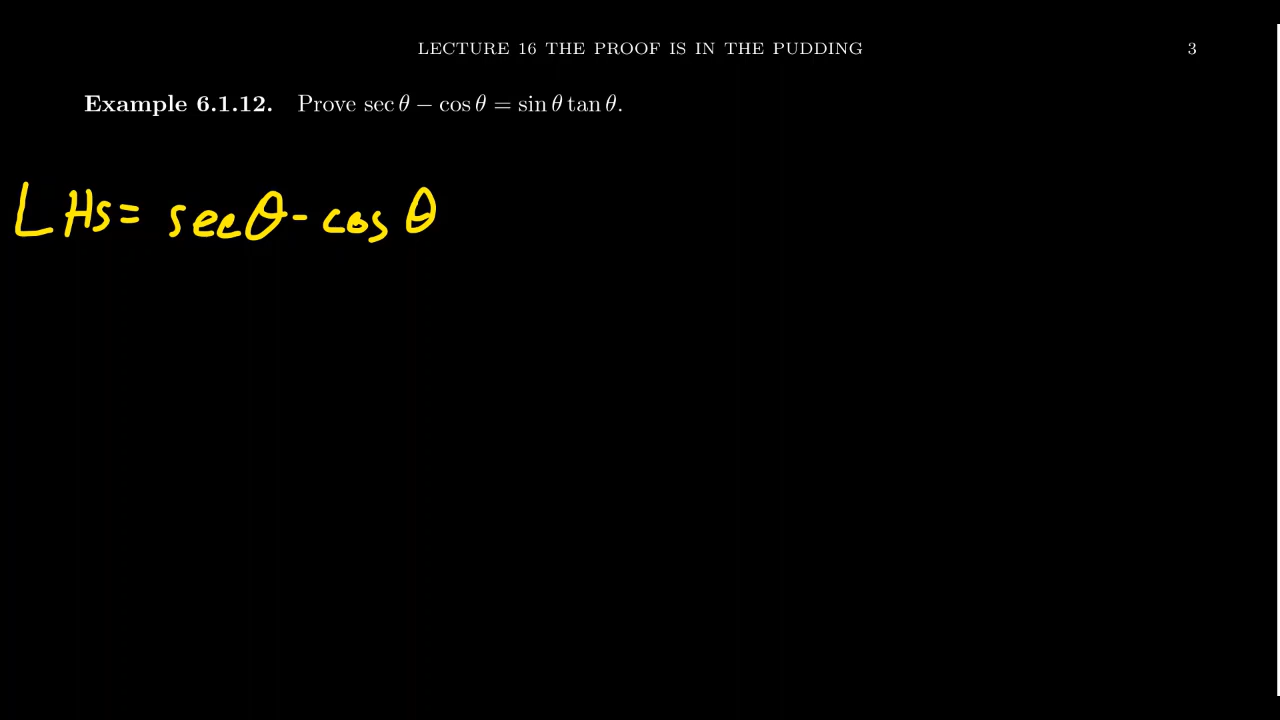 LECTURE 16 THE PROOF IS IN THE PUDDING 3
Example 6.1.12. Prove sec θ − cos θ = sin θ tan θ.
LHS = sec θ - cos θ